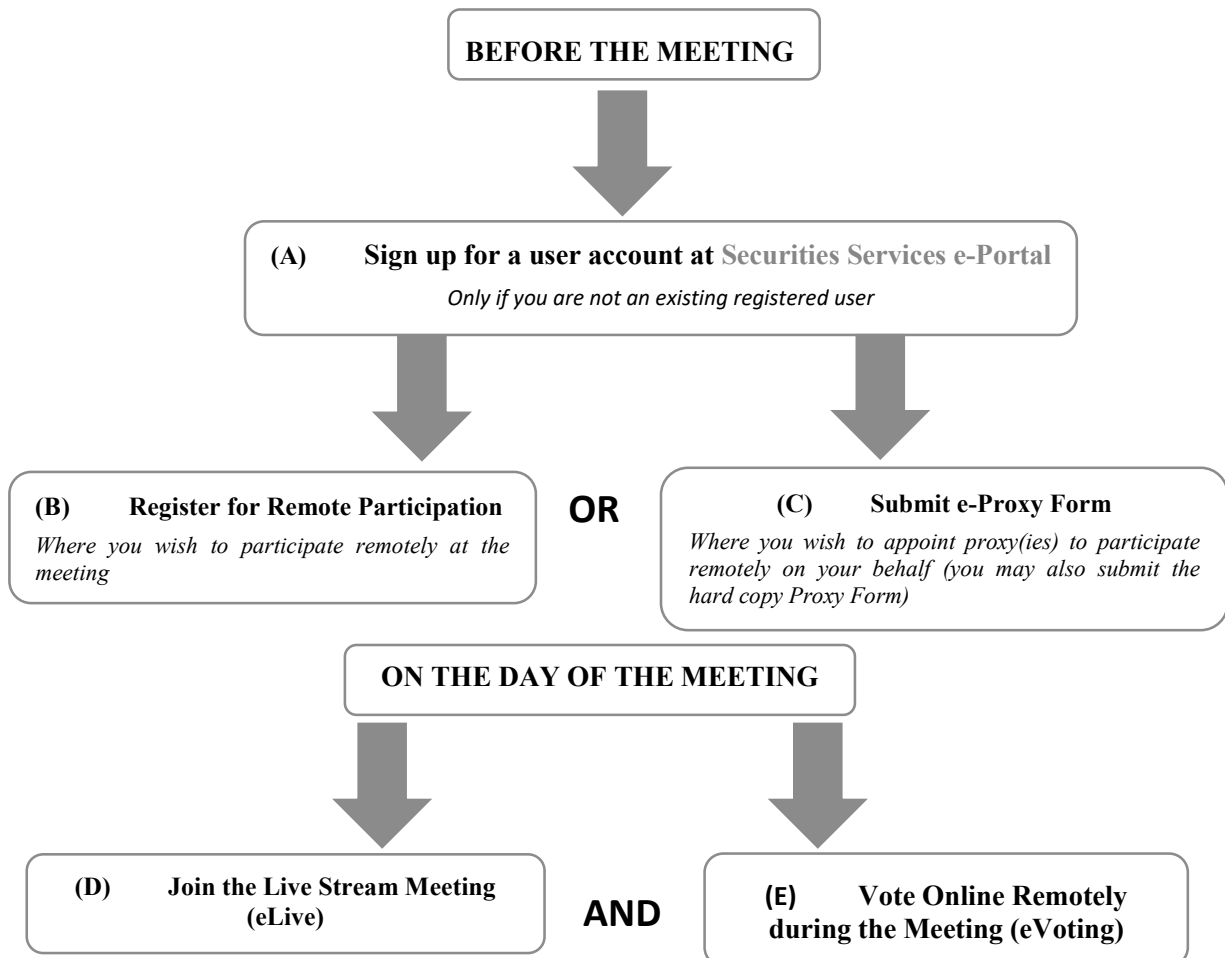 BEFORE THE MEETING
(A) Sign up for a user account at Securities Services e-Portal
Only if you are not an existing registered user
(B) Register for Remote Participation
Where you wish to participate remotely at the
meeting
OR
(C) Submit e-Proxy Form
Where you wish to appoint proxy(ies) to participate
remotely on your behalf (you may also submit the
hard copy Proxy Form)
ON THE DAY OF THE MEETING
(D) Join the Live Stream Meeting
(eLive)
AND
(E) Vote Online Remotely
during the Meeting (eVoting)